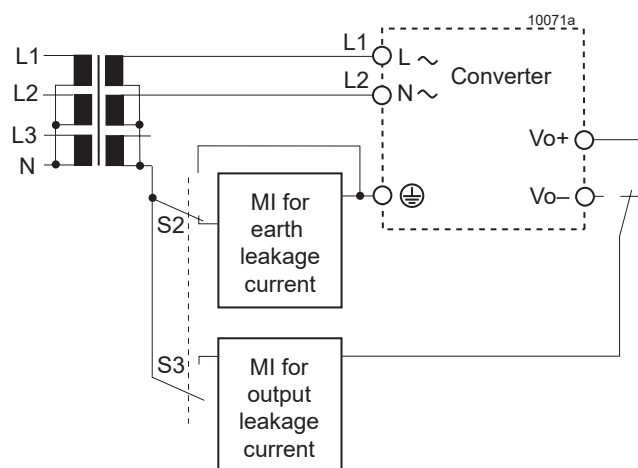 10071a
L1
L1
L ~
L2
L2
N ~
Converter
L3
N
Vo+
Vo–
S2
MI for
earth
leakage
current
S3
MI for
output
leakage
current